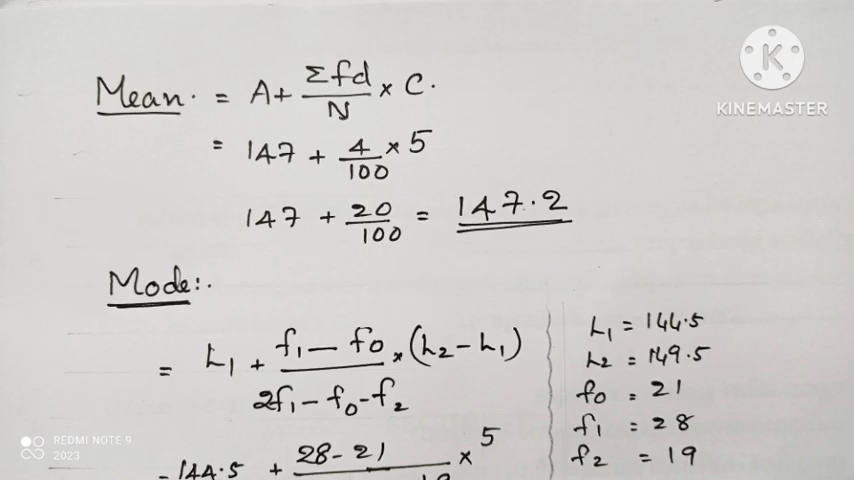 KINEMASTER
Mean. = A + Σfd/N × C.
= 147 + 4/100 × 5
147 + 20/100 = 147.2
Mode:.
= L₁ + f₁ - f₀/2f₁ - f₀ - f₂ × (L₂ - L₁)
= 144.5 + 28 - 21 × 5
L₁ = 144.5
L₂ = 149.5
f₀ = 21
f₁ = 28
f₂ = 19
REDMI NOTE 9
2023